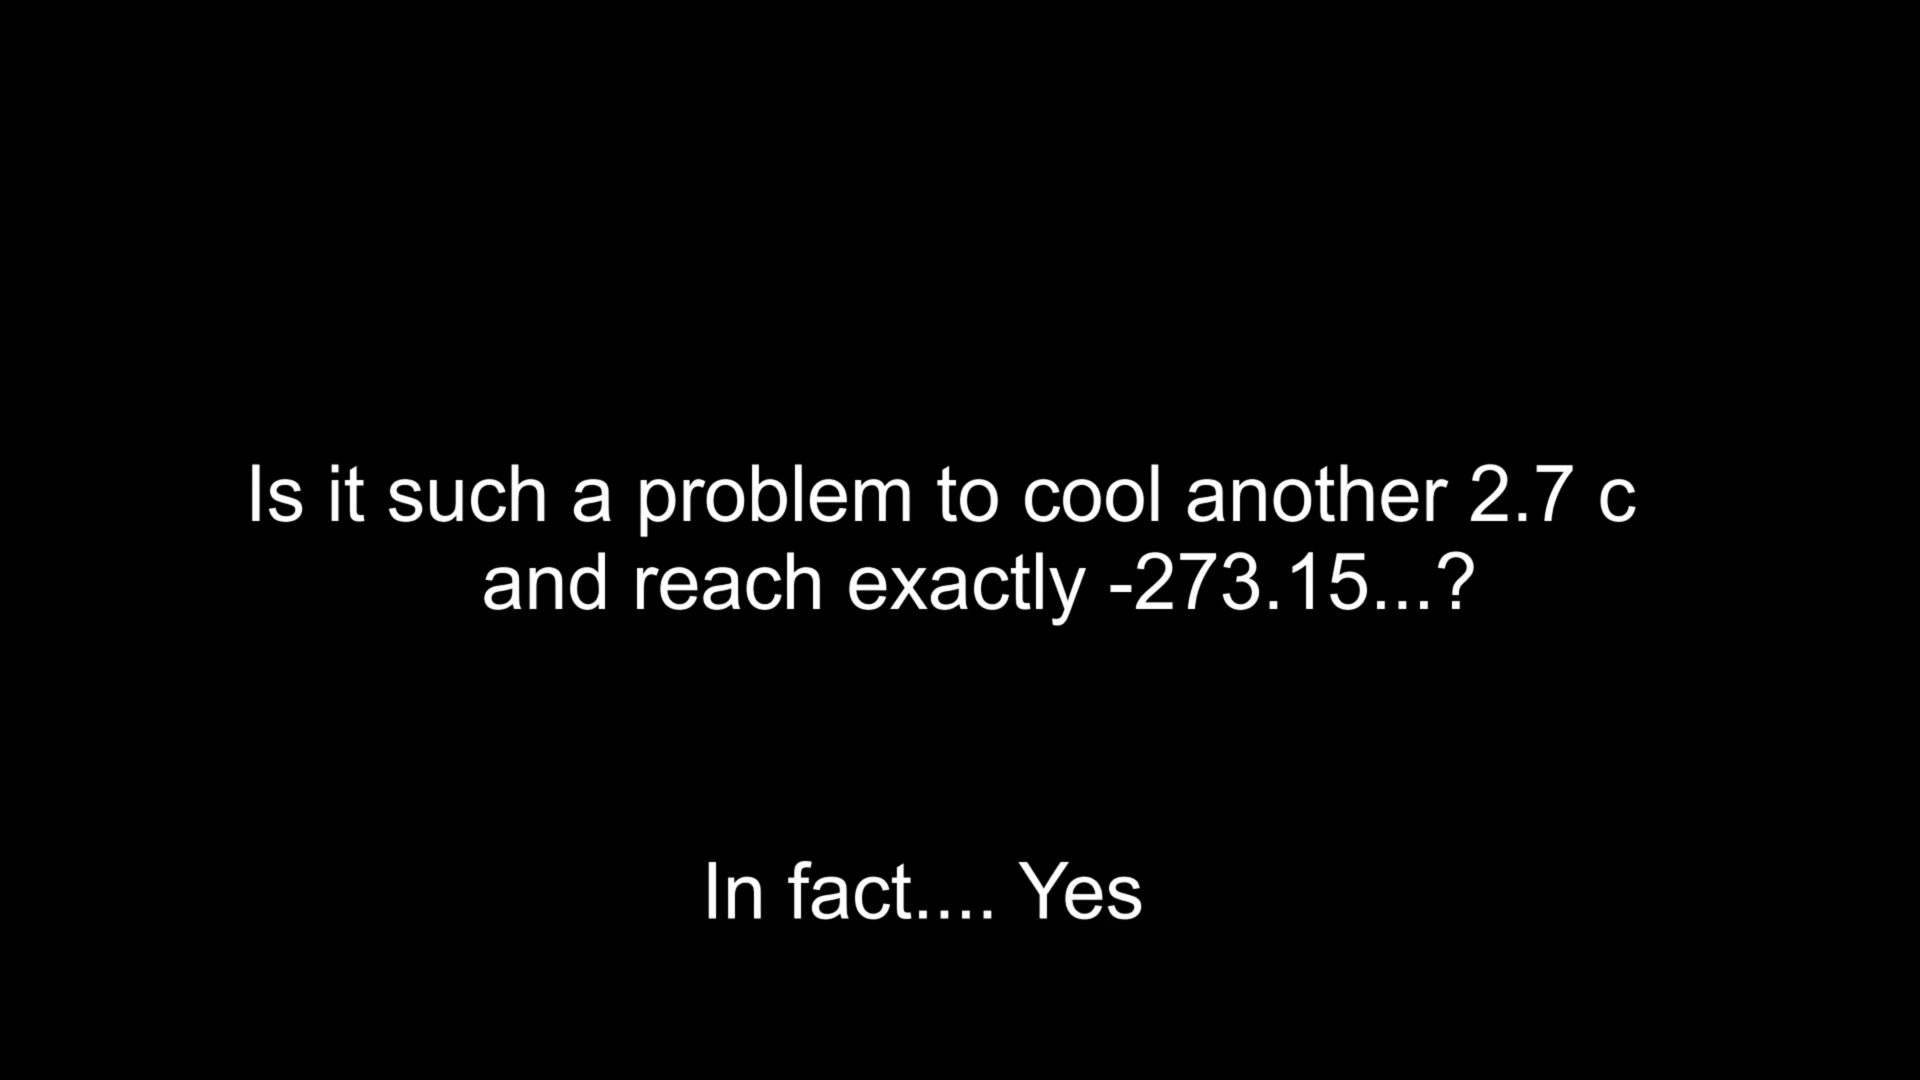 Is it such a problem to cool another 2.7 c
and reach exactly -273.15...?
In fact.... Yes